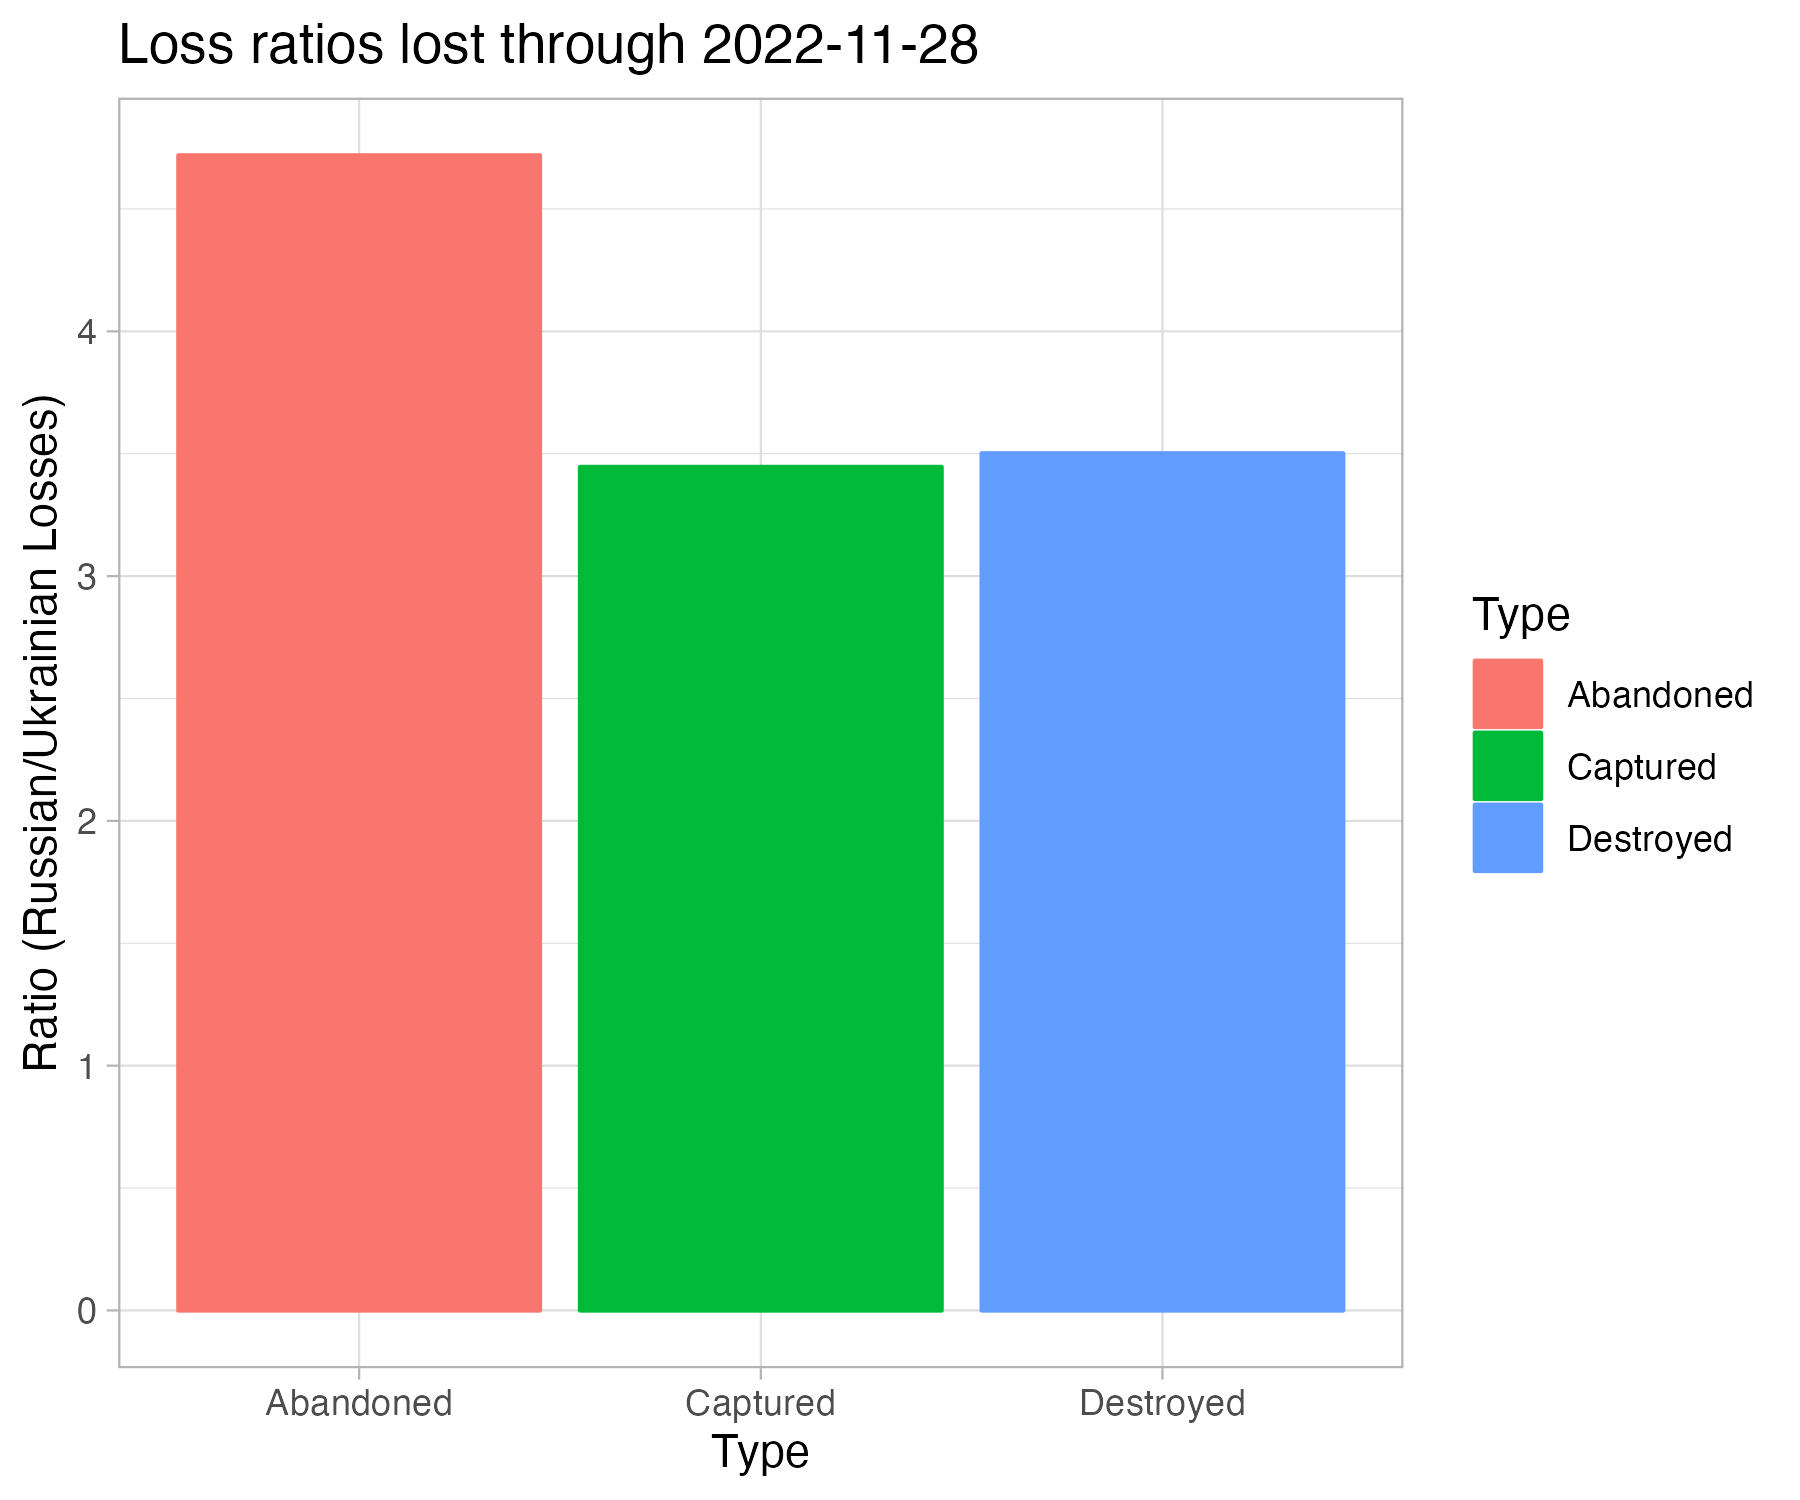 Loss ratios lost through 2022-11-28
Ratio (Russian/Ukrainian Losses)
4
3
2
1
0
Abandoned
Captured
Destroyed
Type
Type
Abandoned
Captured
Destroyed